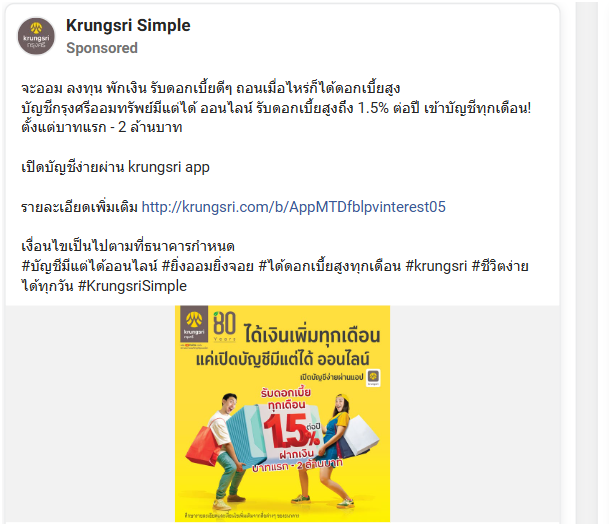 Krungsri Simple
Sponsored
จะออม ลงทุน พักเงิน รับดอกเบี้ยดีๆ ถอนเมื่อไหร่ก็ได้ดอกเบี้ยสูง
บัญชีกรุงศรีออมทรัพย์มีแต่ได้ ออนไลน์ รับดอกเบี้ยสูงถึง 1.5% ต่อปี เข้าบัญชีทุกเดือน!
ตั้งแต่บาทแรก - 2 ล้านบาท
เปิดบัญชีง่ายผ่าน krungsri app
รายละเอียดเพิ่มเติม http://krungsri.com/b/AppMTDfblpvinterest05
เงื่อนไขเป็นไปตามที่ธนาคารกำหนด
#บัญชีมีแต่ได้ออนไลน์ #ยิ่งออมยิ่งจอย #ได้ดอกเบี้ยสูงทุกเดือน #krungsri #ชีวิตง่าย
ได้ทุกวัน #KrungsriSimple
krungsri
กรุงศรี
krungsri
กรุงศรี
80
Years
ได้เงินเพิ่มทุกเดือน
แค่เปิดบัญชีมีแต่ได้ ออนไลน์
เปิดบัญชีง่ายผ่านแอป
รับดอกเบี้ย
ทุกเดือน
1.5% ต่อปี
ฝากเงิน
บาทแรก - 2 ล้านบาท